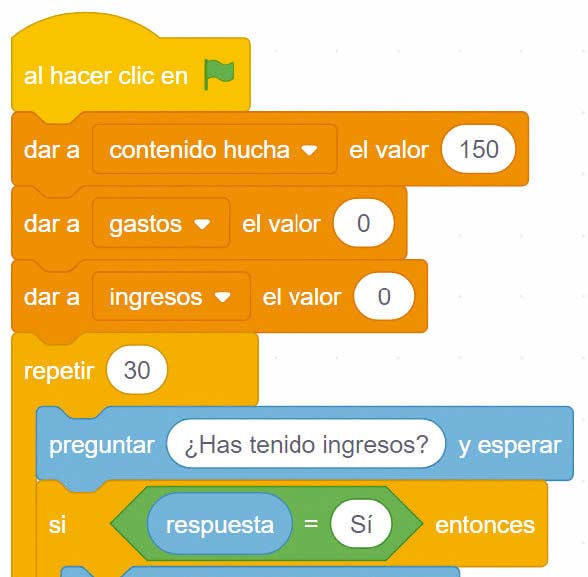 al hacer clic en
dar a contenido hucha el valor 150
dar a gastos el valor 0
dar a ingresos el valor 0
repetir 30
preguntar ¿Has tenido ingresos? y esperar
si respuesta = Sí entonces